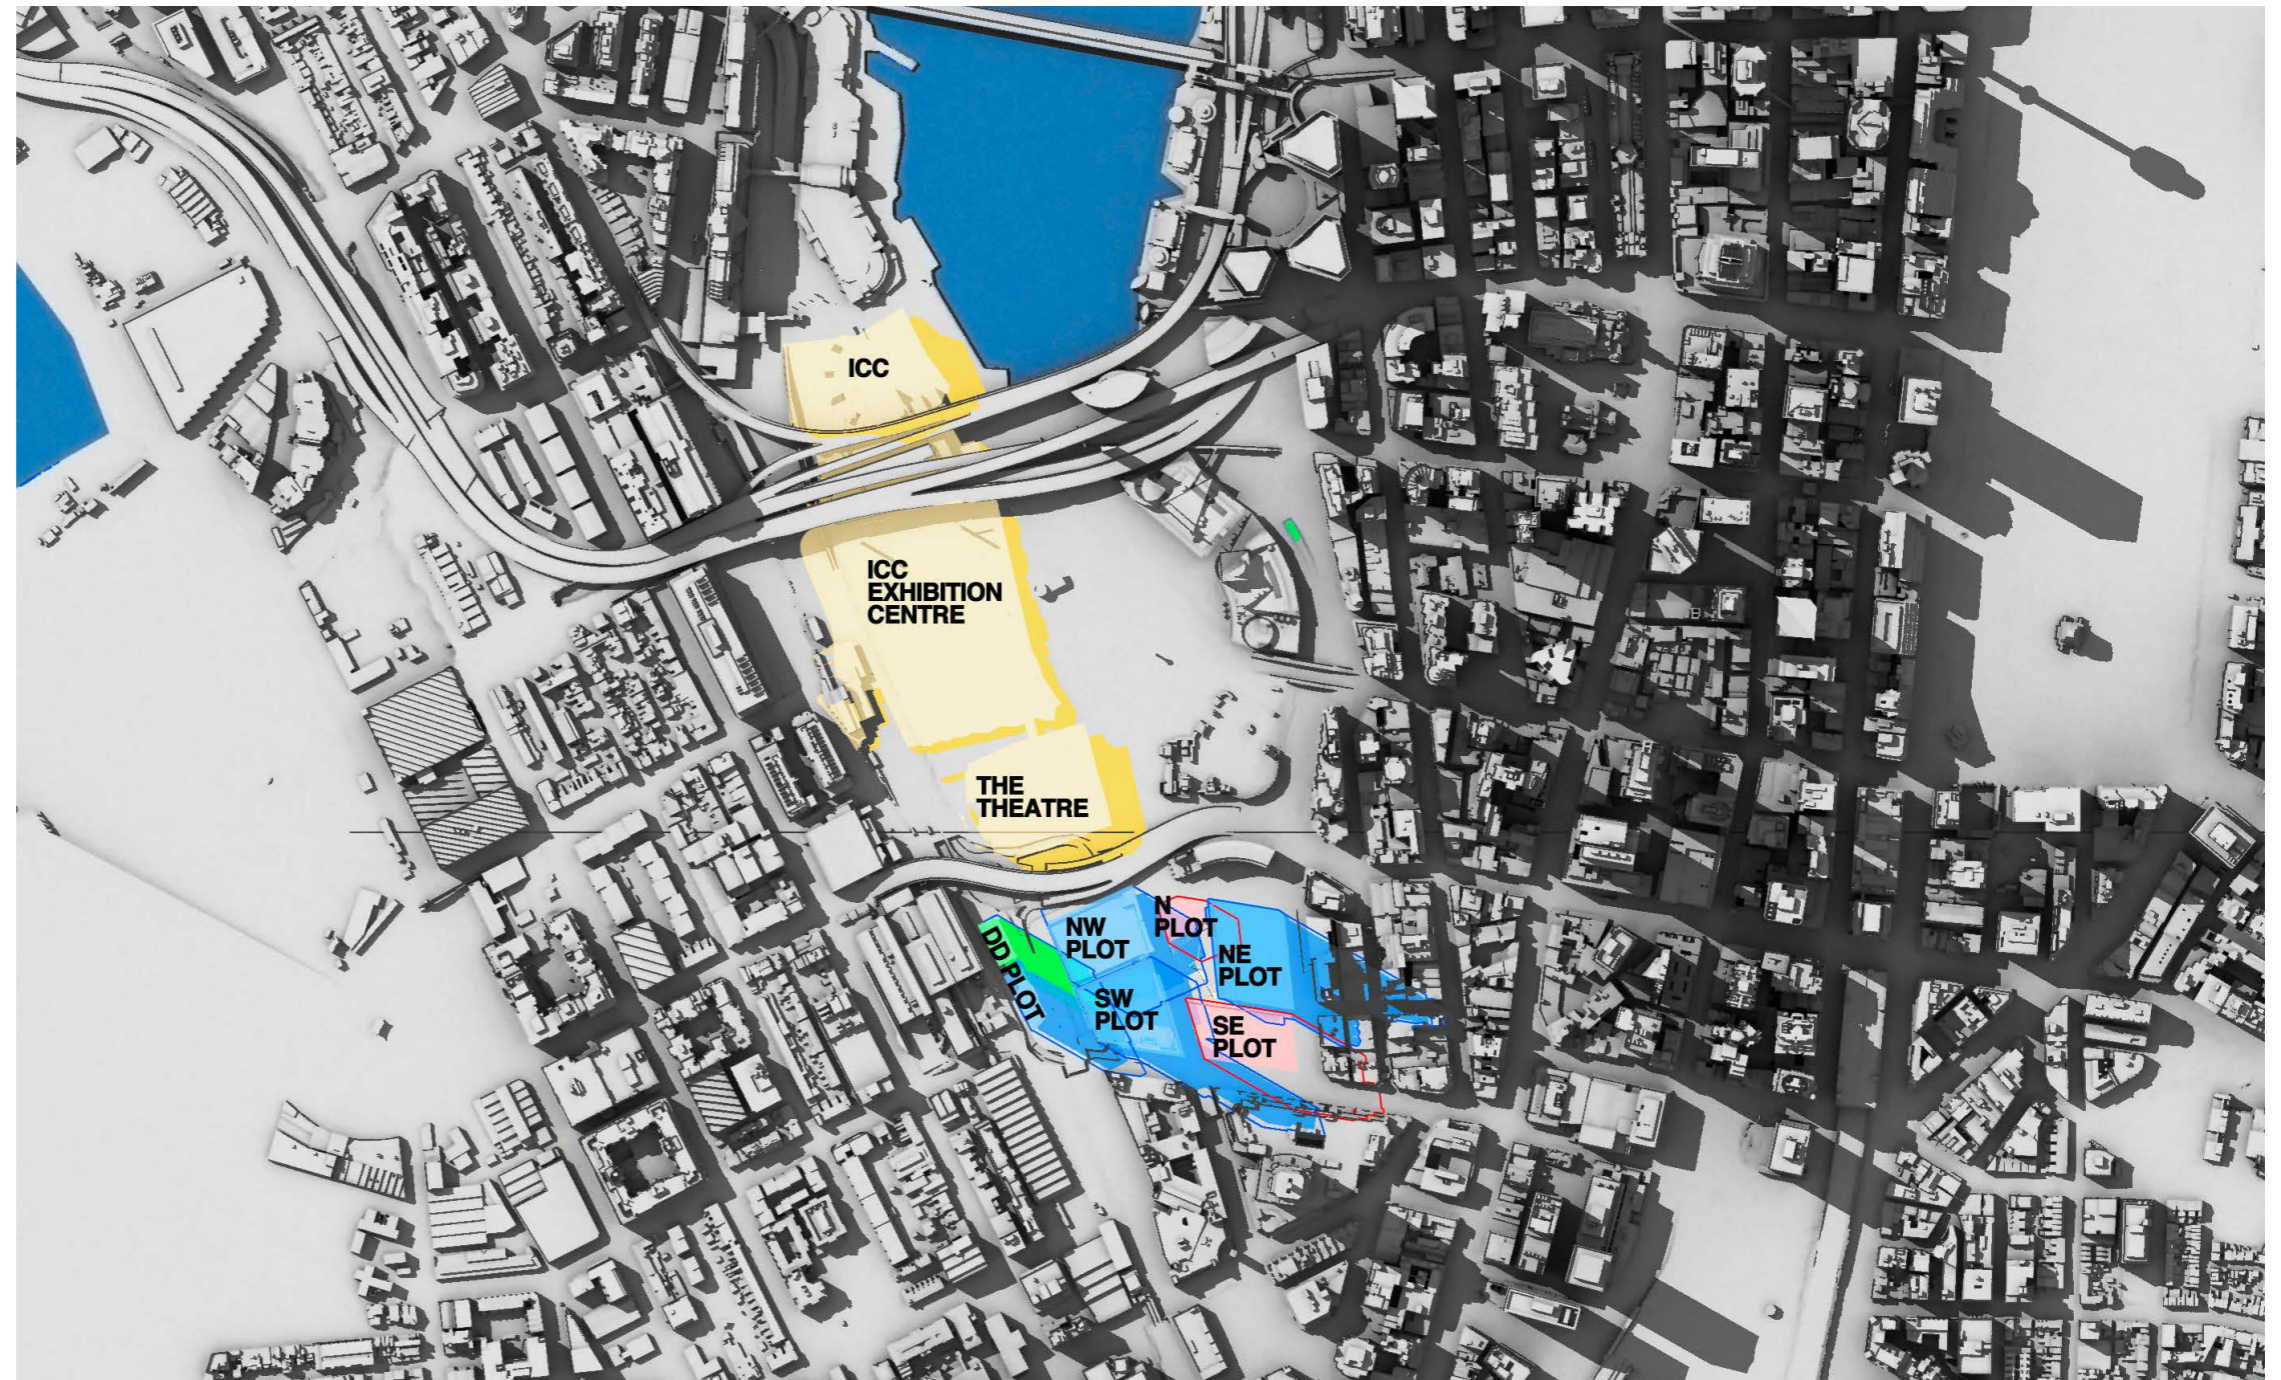 ICC
ICC
EXHIBITION
CENTRE
THE
THEATRE
DD PLOT
NW
PLOT
N
PLOT
NE
PLOT
SW
PLOT
SE
PLOT